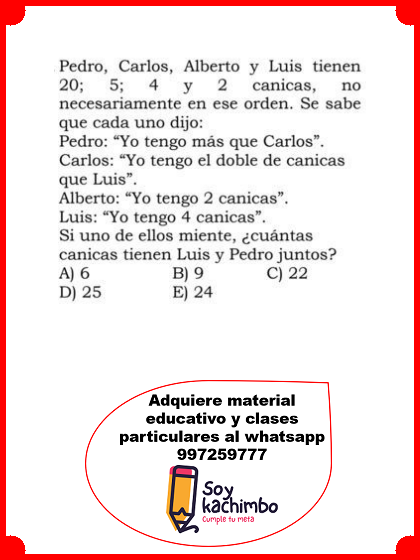 Pedro, Carlos, Alberto y Luis tienen
20; 5; 4 y 2 canicas, no
necesariamente en ese orden. Se sabe
que cada uno dijo:
Pedro: “Yo tengo más que Carlos”.
Carlos: “Yo tengo el doble de canicas
que Luis”.
Alberto: “Yo tengo 2 canicas”.
Luis: “Yo tengo 4 canicas”.
Si uno de ellos miente, ¿cuántas
canicas tienen Luis y Pedro juntos?
A) 6 B) 9 C) 22
D) 25 E) 24
Adquiere material
educativo y clases
particulares al whatsapp
997259777
Soy
kachimbo
Cumple tu meta